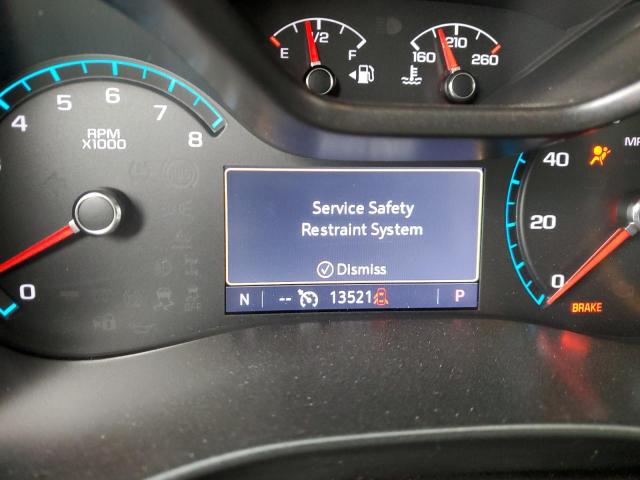 E 1/2 F
160 210 260
4 5 6 7 8
RPM
X1000
0
Service Safety
Restraint System
Dismiss
N -- 13521 P
40
20
0
BRAKE